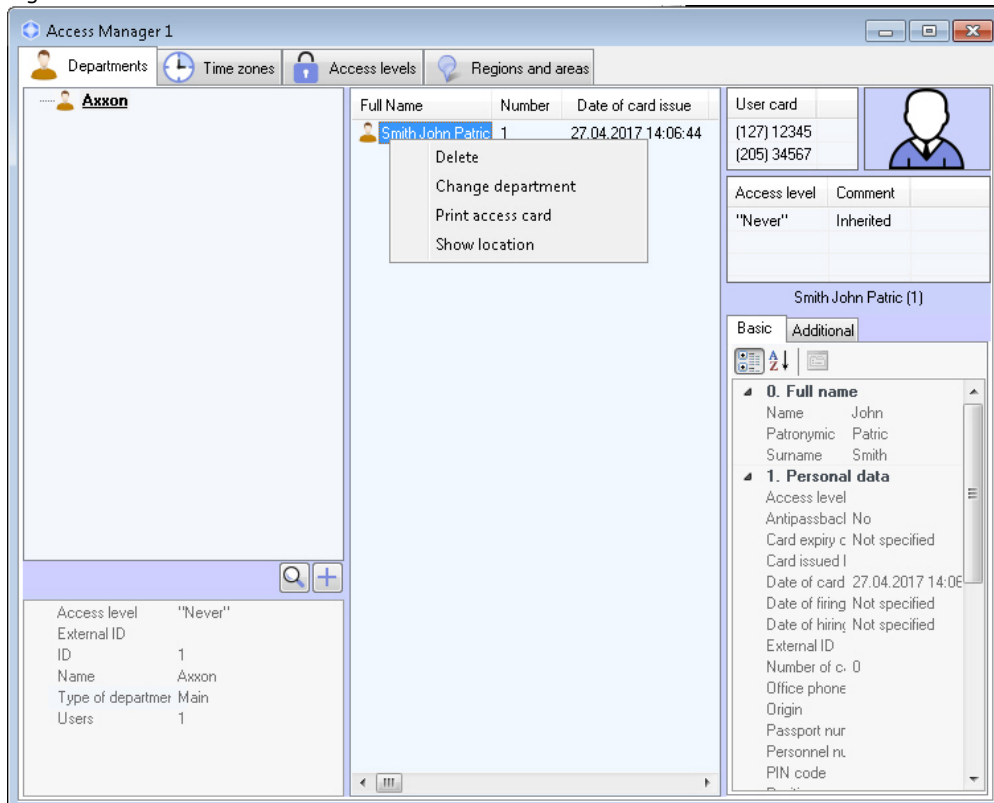 Access Manager 1
Departments Time zones Access levels Regions and areas
Axxon
Full Name Number Date of card issue
Smith John Patric 1 27.04.2017 14:06:44
Delete
Change department
Print access card
Show location
User card
(127) 12345
(205) 34567
Access level Comment
"Never" Inherited
Smith John Patric (1)
Basic Additional
0. Full name
Name John
Patronymic Patric
Surname Smith
1. Personal data
Access level
Antipassbacl No
Card expiry c Not specified
Card issued l
Date of card 27.04.2017 14:06
Date of firing Not specified
Date of hiring Not specified
External ID
Number of c. 0
Office phone
Origin
Passport nur
Personnel nu
PIN code
Access level "Never"
External ID
ID 1
Name Axxon
Type of departmer Main
Users 1